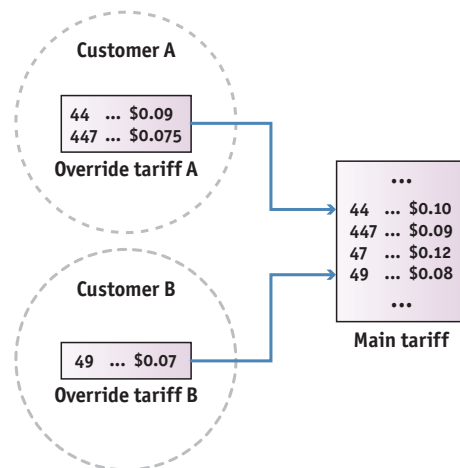 Customer A
44 ... $0.09
447 ... $0.075
Override tariff A
...
44 ... $0.10
447 ... $0.09
47 ... $0.12
49 ... $0.08
...
Main tariff
Customer B
49 ... $0.07
Override tariff B